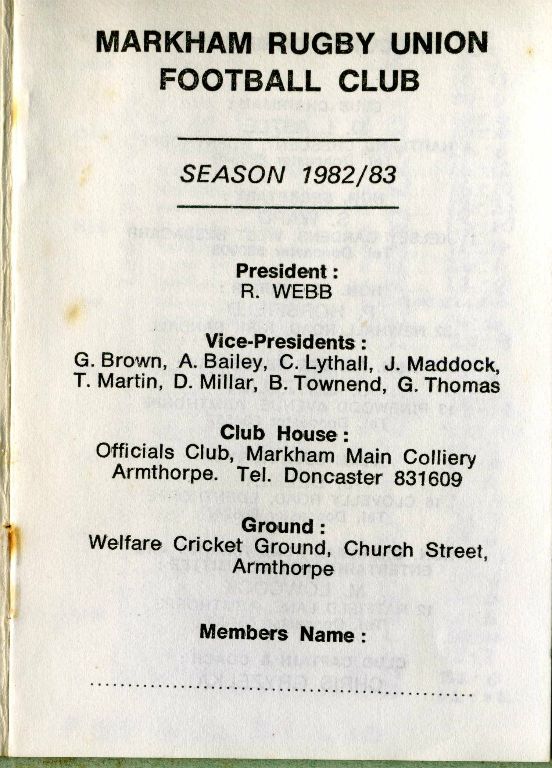 MARKHAM RUGBY UNION
FOOTBALL CLUB
SEASON 1982/83
President :
R. WEBB
Vice-Presidents :
G. Brown, A. Bailey, C. Lythall, J. Maddock,
T. Martin, D. Millar, B. Townend, G. Thomas
Club House :
Officials Club, Markham Main Colliery
Armthorpe. Tel. Doncaster 831609
Ground :
Welfare Cricket Ground, Church Street,
Armthorpe
Members Name :